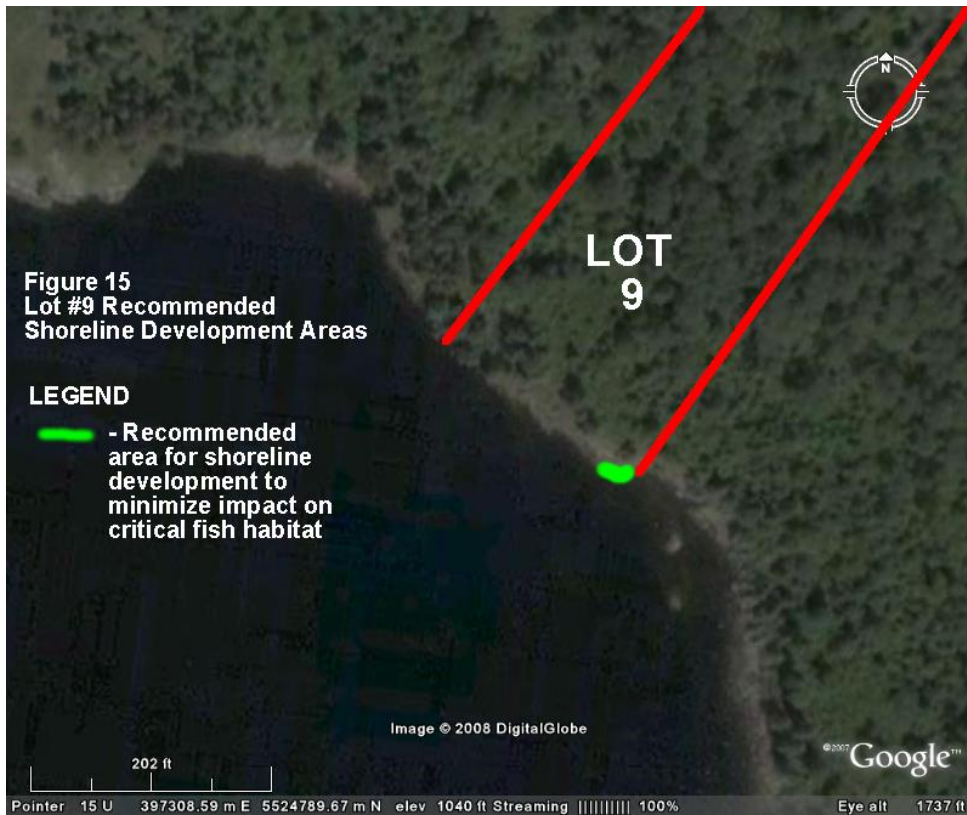 N
LOT
9
Figure 15
Lot #9 Recommended
Shoreline Development Areas
LEGEND
- Recommended
area for shoreline
development to
minimize impact on
critical fish habitat
Image © 2008 DigitalGlobe
©2007 Google™
202 ft
Pointer 15 U 397308.59 m E 5524789.67 m N elev 1040 ft Streaming |||||||||| 100% Eye alt 1737 ft